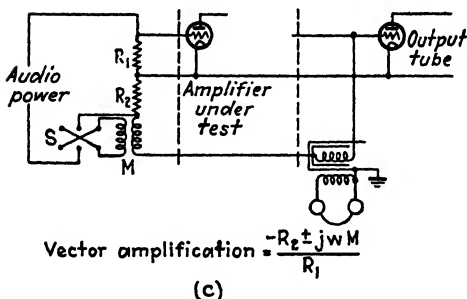 Audio
power
R₁
R₂
S
M
Amplifier
under
test
Output
tube
Vector amplification = -R₂ ± jwM / R₁
(c)